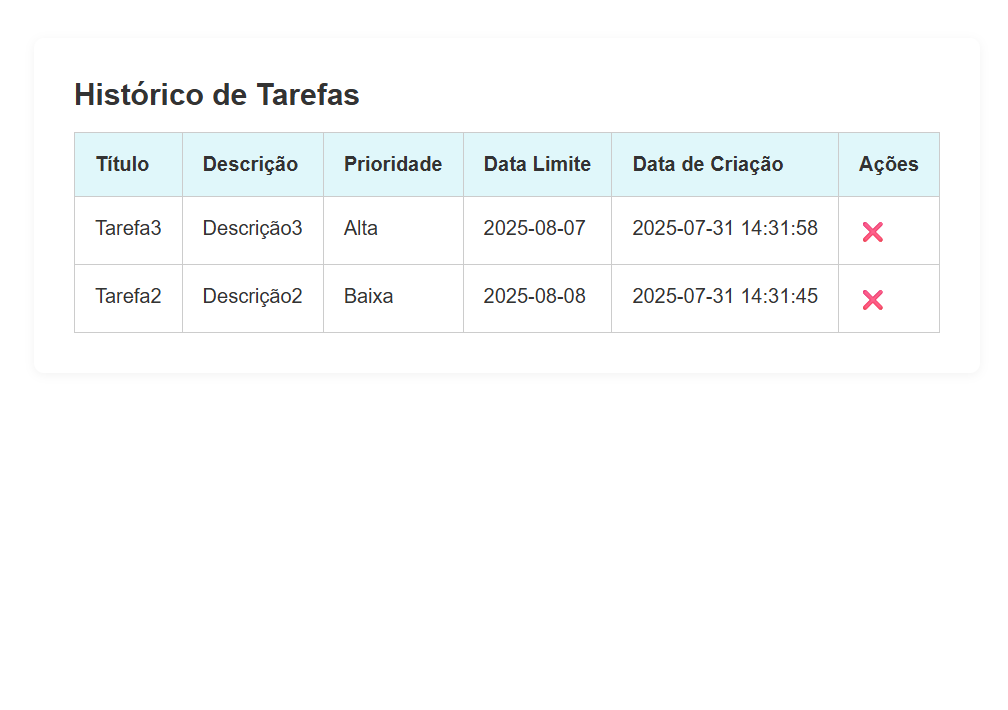 Histórico de Tarefas
Título Descrição Prioridade Data Limite Data de Criação Ações
Tarefa3 Descrição3 Alta 2025-08-07 2025-07-31 14:31:58
Tarefa2 Descrição2 Baixa 2025-08-08 2025-07-31 14:31:45